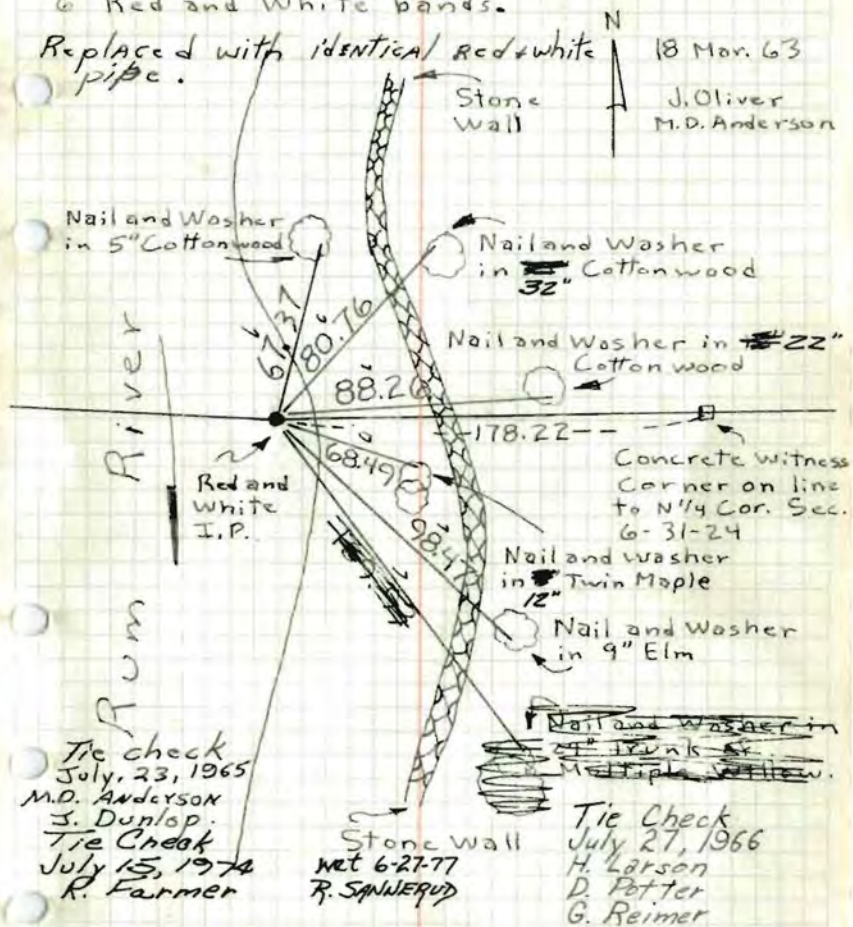 6 Red and White bands.
Replaced with identical Red & white
pipe.
N
18 Mar. 63
J. Oliver
M.D. Anderson
Stone
Wall
Nail and Washer
in 5" Cottonwood
Nail and Washer
in 32" Cottonwood
67.37
80.76
Nail and Washer in 22"
Cottonwood
88.26
178.22
68.49
98.47
Red and
White
I.P.
Concrete Witness
Corner on line
to N 1/4 Cor. Sec.
6-31-24
Nail and Washer
in 12" Twin Maple
Nail and Washer
in 9" Elm
Rum River
Nail and Washer in
Trunk
Multiple Willow.
Tie check
July, 23, 1965
M.D. Anderson
J. Dunlop.
Tie Check
July 15, 1974
R. Farmer
Stone Wall
6-27-77
R. SANNERUD
Tie Check
July 27, 1966
H. Larson
D. Potter
G. Reimer